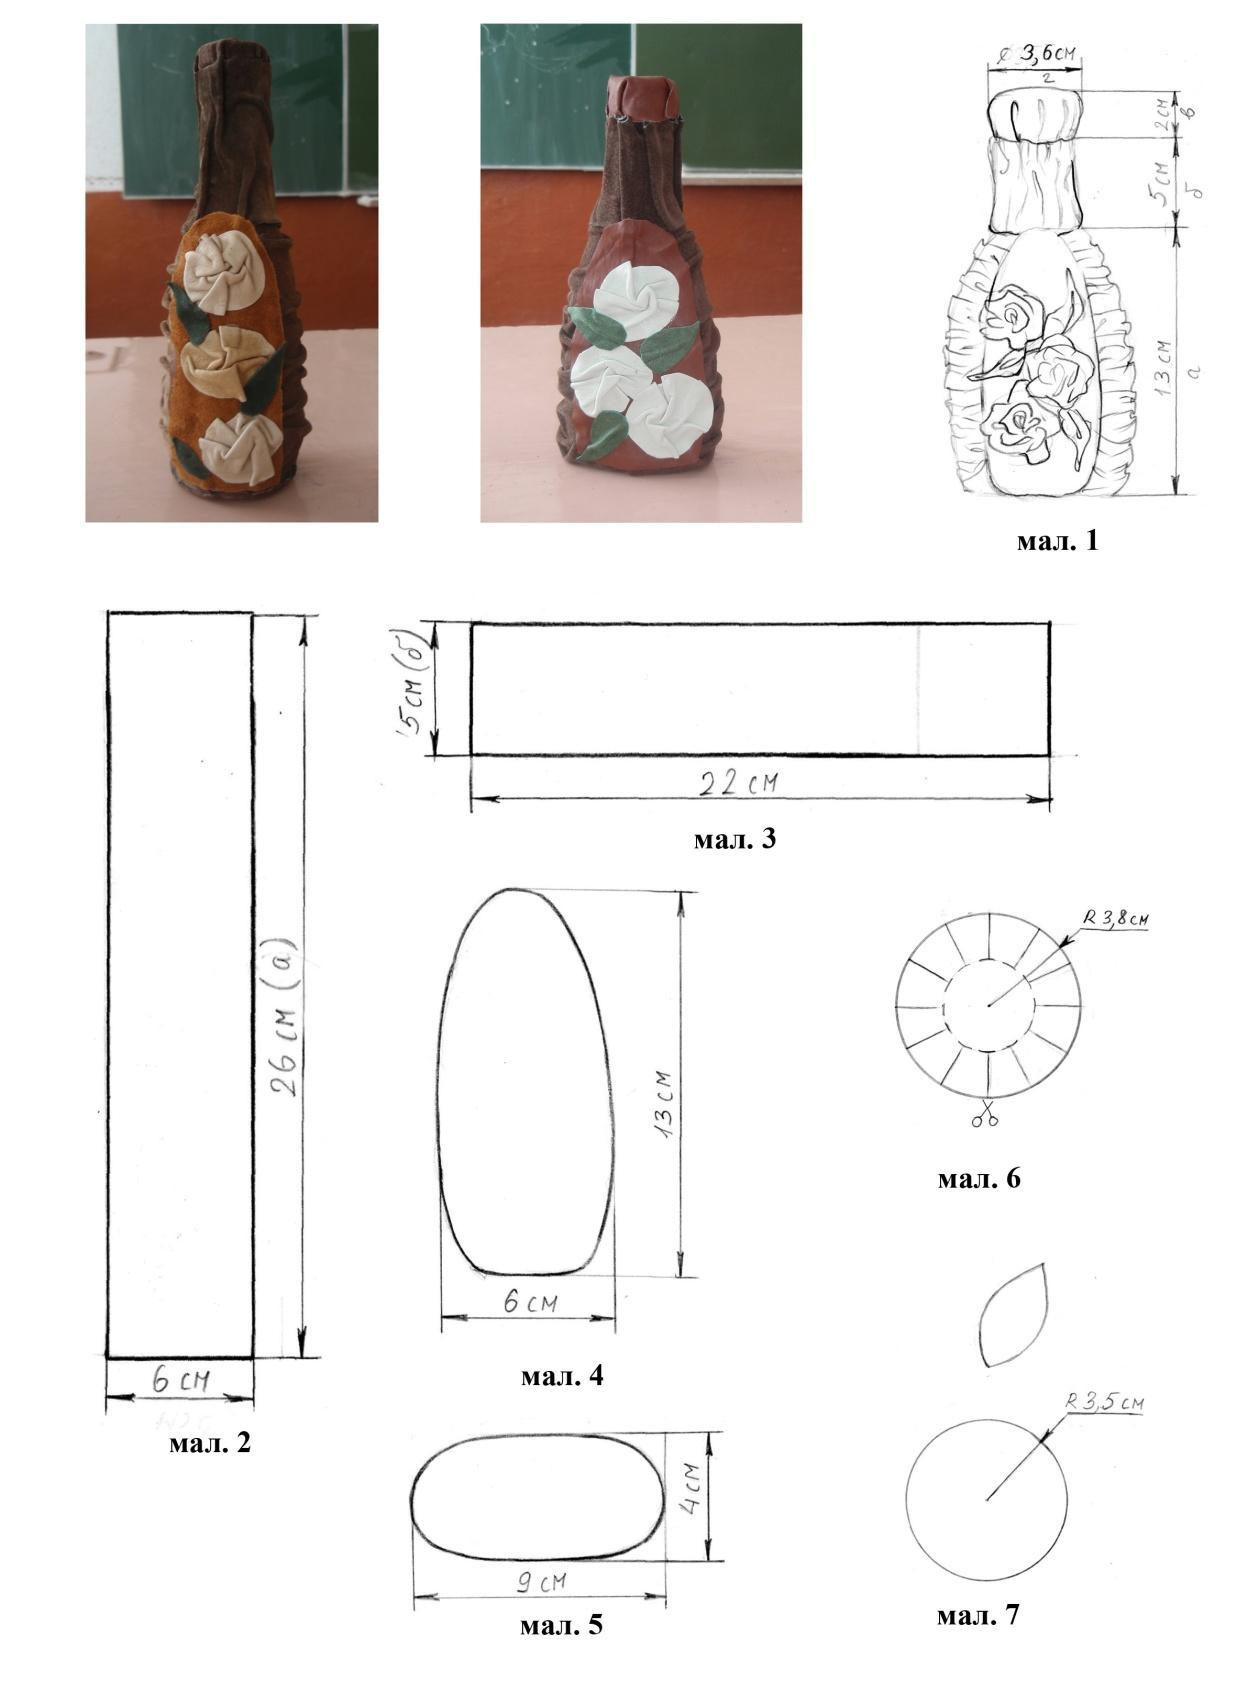 ⌀ 3,6 см
г
2 см
в
5 см
б
13 см
а
мал. 1
26 см (а)
6 см
мал. 2
5 см (б)
22 см
мал. 3
13 см
6 см
мал. 4
4 см
9 см
мал. 5
R 3,8 см
мал. 6
R 3,5 см
мал. 7